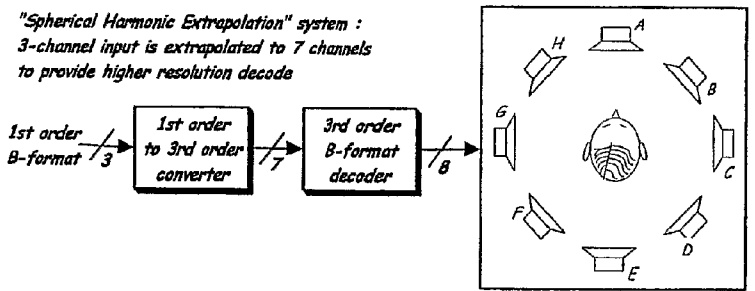 "Spherical Harmonic Extrapolation" system :
3-channel input is extrapolated to 7 channels
to provide higher resolution decode
1st order
B-format
3
1st order
to 3rd order
converter
7
3rd order
B-format
decoder
8
A
B
C
D
E
F
G
H